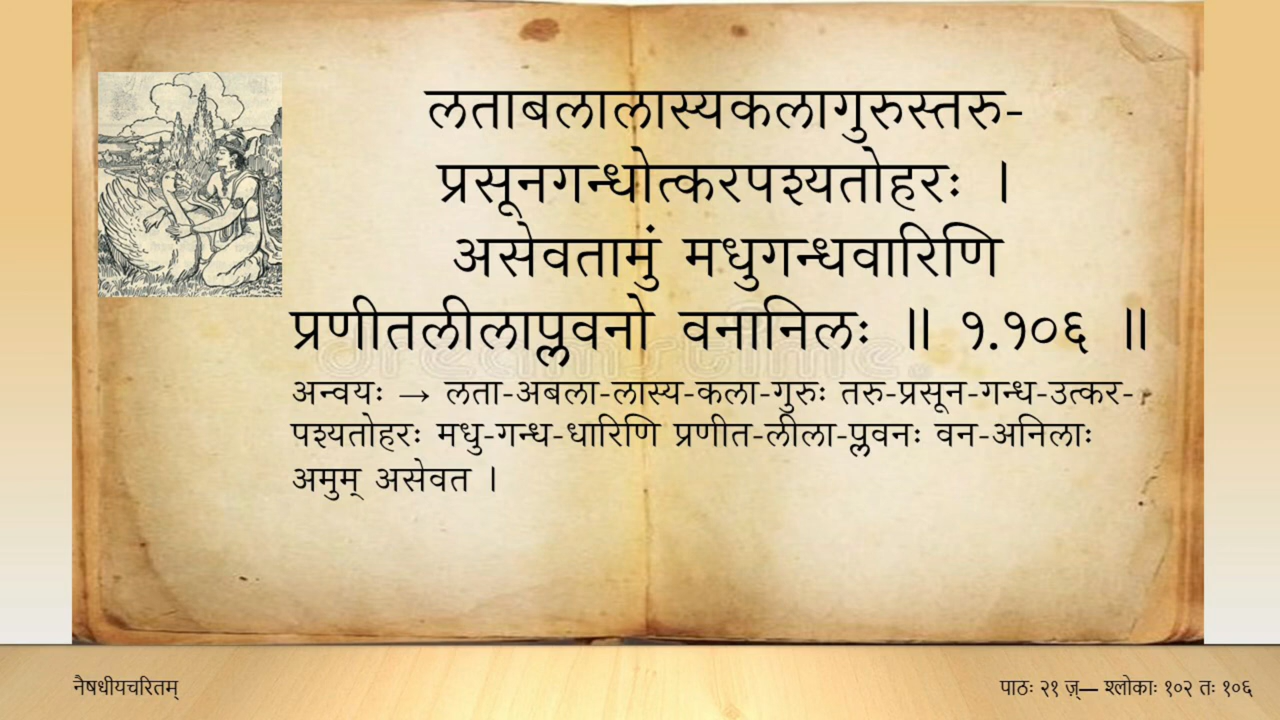 लताबलालास्यकलागुरुस्तरु-
प्रसूनगन्धोत्करपश्यतोहरः ।
असेवतामुं मधुगन्धवारिणि
प्रणीतलीलाप्लवनो वनानिलः ॥ १.१०६ ॥
अन्वयः → लता-अबला-लास्य-कला-गुरुः तरु-प्रसून-गन्ध-उत्कर-
पश्यतोहरः मधु-गन्ध-धारिणि प्रणीत-लीला-प्लवनः वन-अनिलाः
अमुम् असेवत ।
नैषधीयचरितम्
पाठः २१ ज़्— श्लोकाः १०२ तः १०६